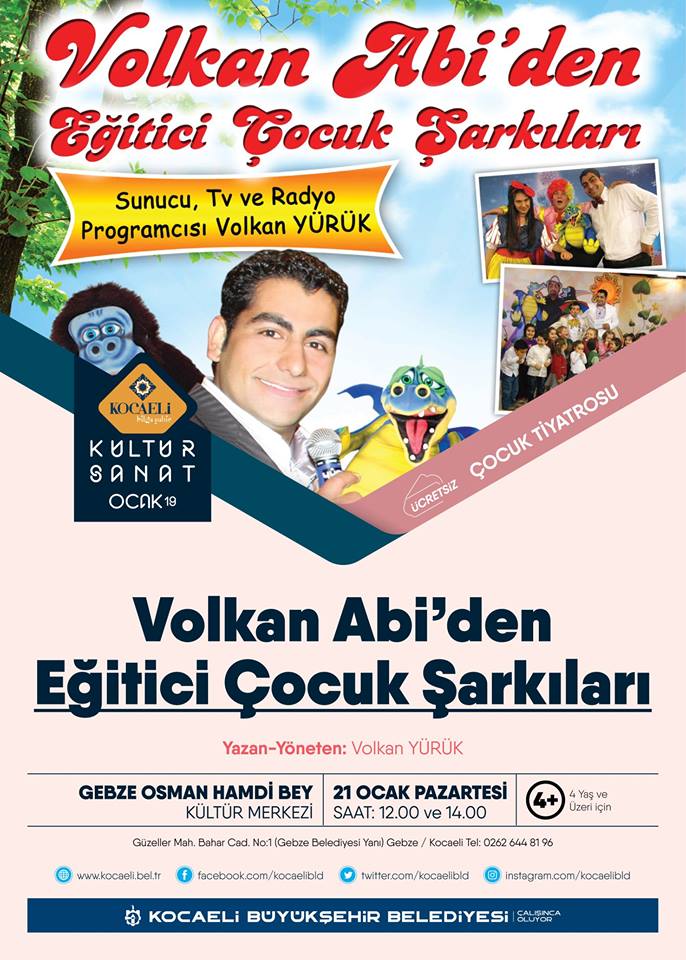 Volkan Abi'den
Eğitici Çocuk Şarkıları
Sunucu, Tv ve Radyo
Programcısı Volkan YÜRÜK
KOCAELİ
bilgi şehir
KÜLTÜR
SANAT
OCAK 19
ÜCRETSİZ
ÇOCUK TİYATROSU
Volkan Abi'den
Eğitici Çocuk Şarkıları
Yazan-Yöneten: Volkan YÜRÜK
GEBZE OSMAN HAMDİ BEY
KÜLTÜR MERKEZİ
21 OCAK PAZARTESİ
SAAT: 12.00 ve 14.00
4+
4 Yaş ve
Üzeri için
Güzeller Mah. Bahar Cad. No:1 (Gebze Belediyesi Yanı) Gebze / Kocaeli Tel: 0262 644 81 96
www.kocaeli.bel.tr facebook.com/kocaelibld twitter.com/kocaelibld instagram.com/kocaelibld
KOCAELİ BÜYÜKŞEHİR BELEDİYESİ
ÇALIŞINCA
OLUYOR